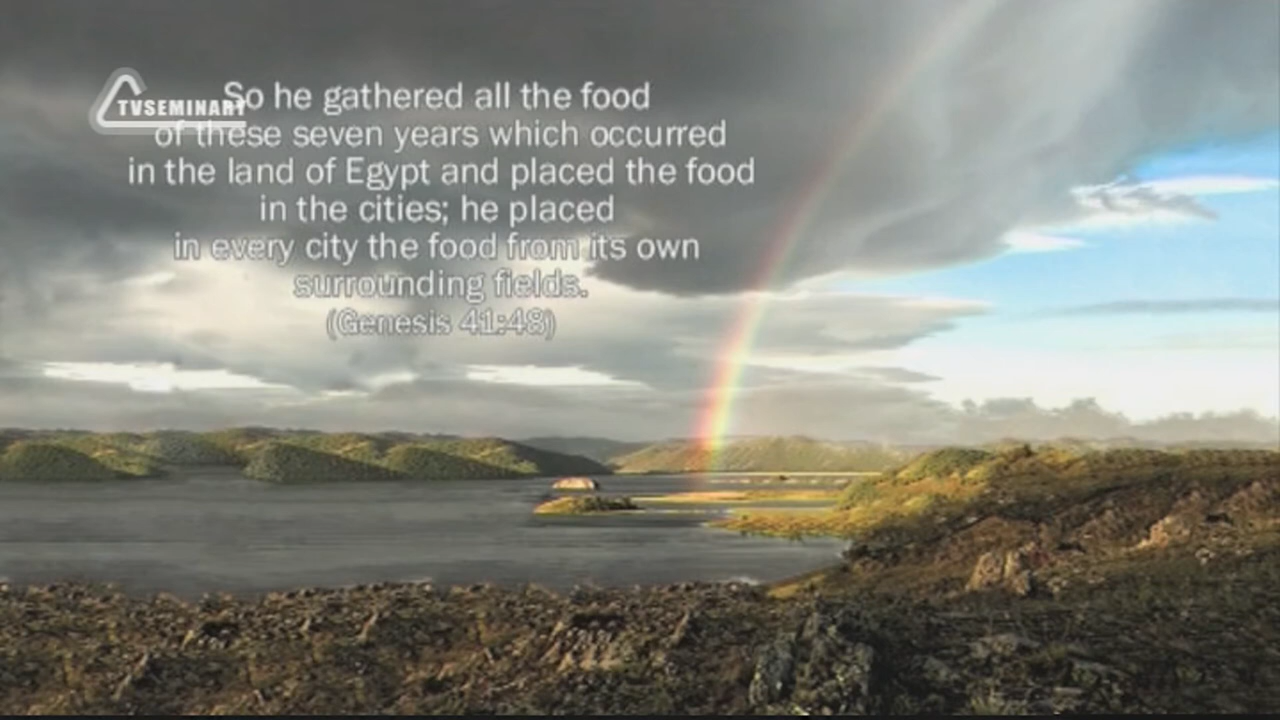 TVSEMINARY
So he gathered all the food
of these seven years which occurred
in the land of Egypt and placed the food
in the cities; he placed
in every city the food from its own
surrounding fields.
(Genesis 41:48)